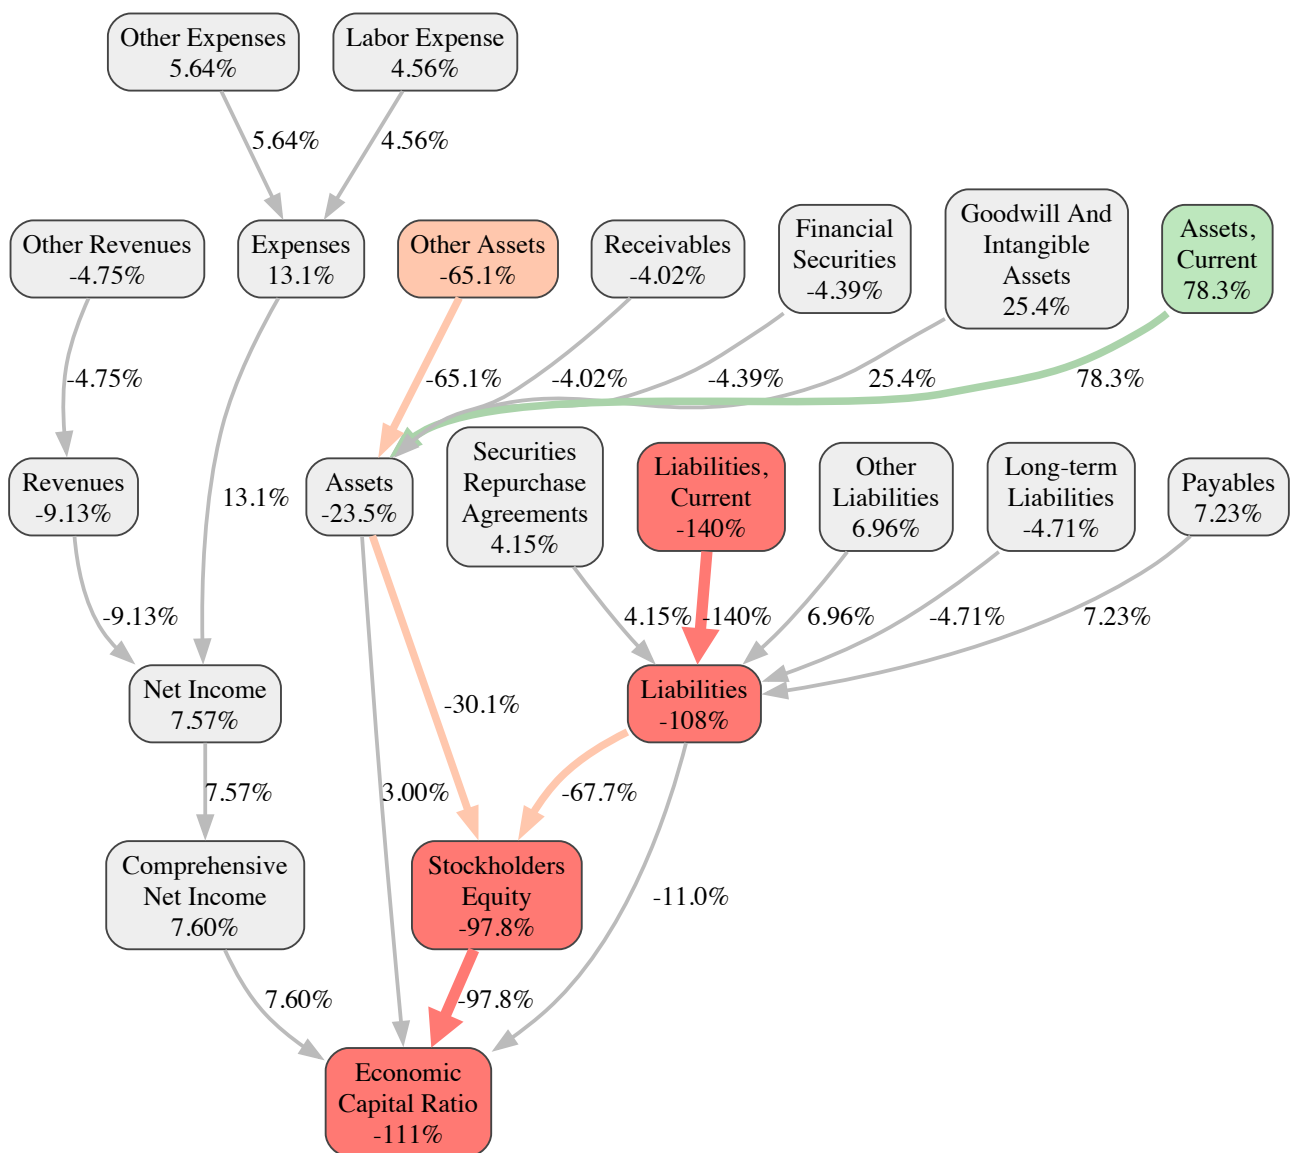 Other Expenses
5.64%
Labor Expense
4.56%
5.64%
4.56%
Other Revenues
-4.75%
Expenses
13.1%
Other Assets
-65.1%
Receivables
-4.02%
Financial
Securities
-4.39%
Goodwill And
Intangible
Assets
25.4%
Assets,
Current
78.3%
-4.75%
-65.1%
-4.02%
-4.39%
25.4%
78.3%
Revenues
-9.13%
13.1%
Assets
-23.5%
Securities
Repurchase
Agreements
4.15%
Liabilities,
Current
-140%
Other
Liabilities
6.96%
Long-term
Liabilities
-4.71%
Payables
7.23%
-9.13%
4.15%
-140%
6.96%
-4.71%
7.23%
Net Income
7.57%
-30.1%
Liabilities
-108%
7.57%
3.00%
-67.7%
Comprehensive
Net Income
7.60%
Stockholders
Equity
-97.8%
-11.0%
7.60%
-97.8%
Economic
Capital Ratio
-111%